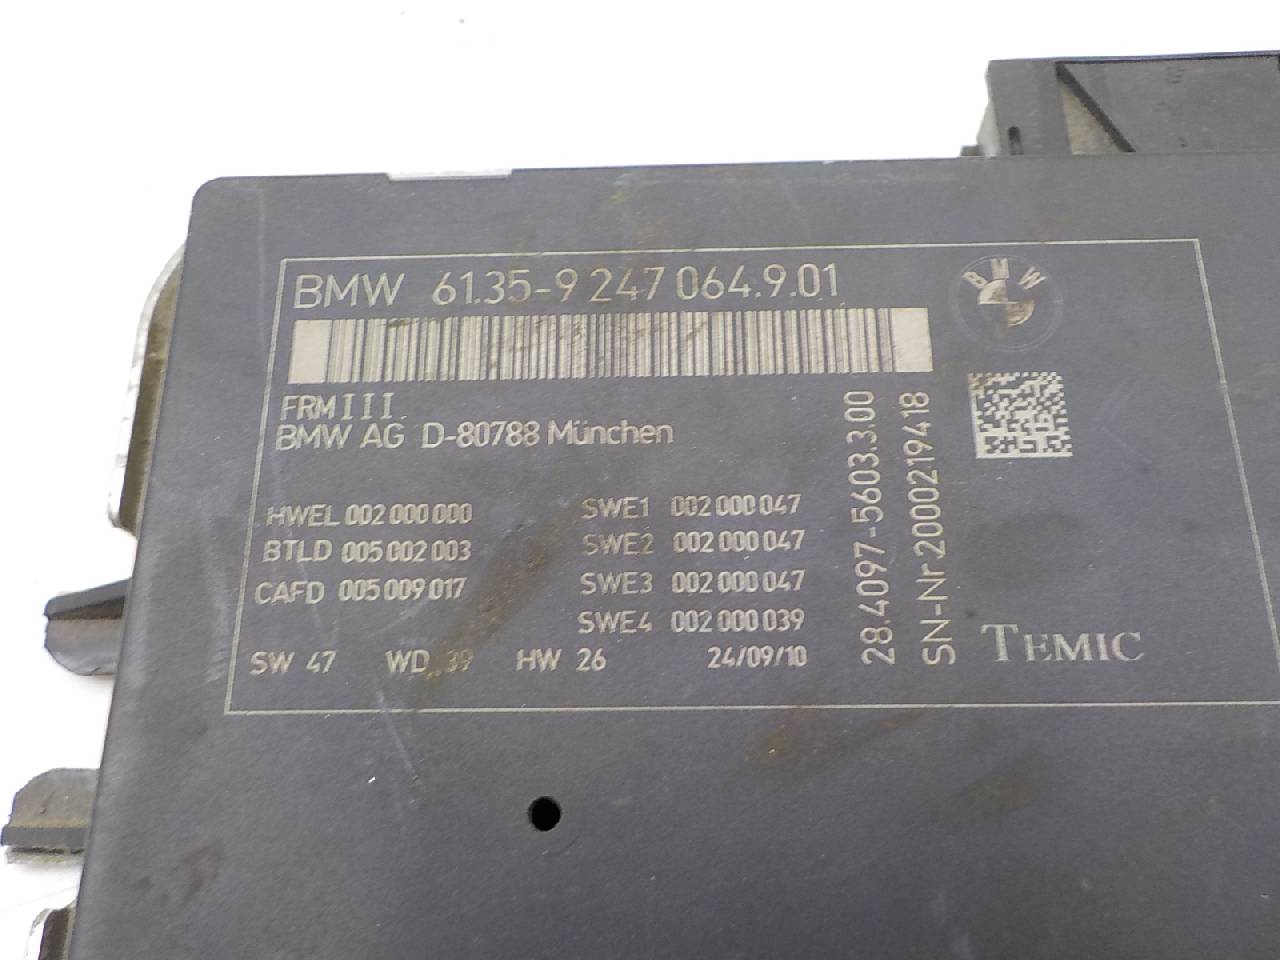 BMW 61.35-9 247 064.9.01
BMW
FRM III.
BMW AG D-80788 München
HWEL 002 000 000
SWE1 002 000 047
BTLD 005 002 003
SWE2 002 000 047
CAFD 005 009 017
SWE3 002 000 047
SWE4 002 000 039
SW 47 WD 39 HW 26 24/09/10
28.4097-5603.3.00
SN-Nr.2000219418
TEMIC